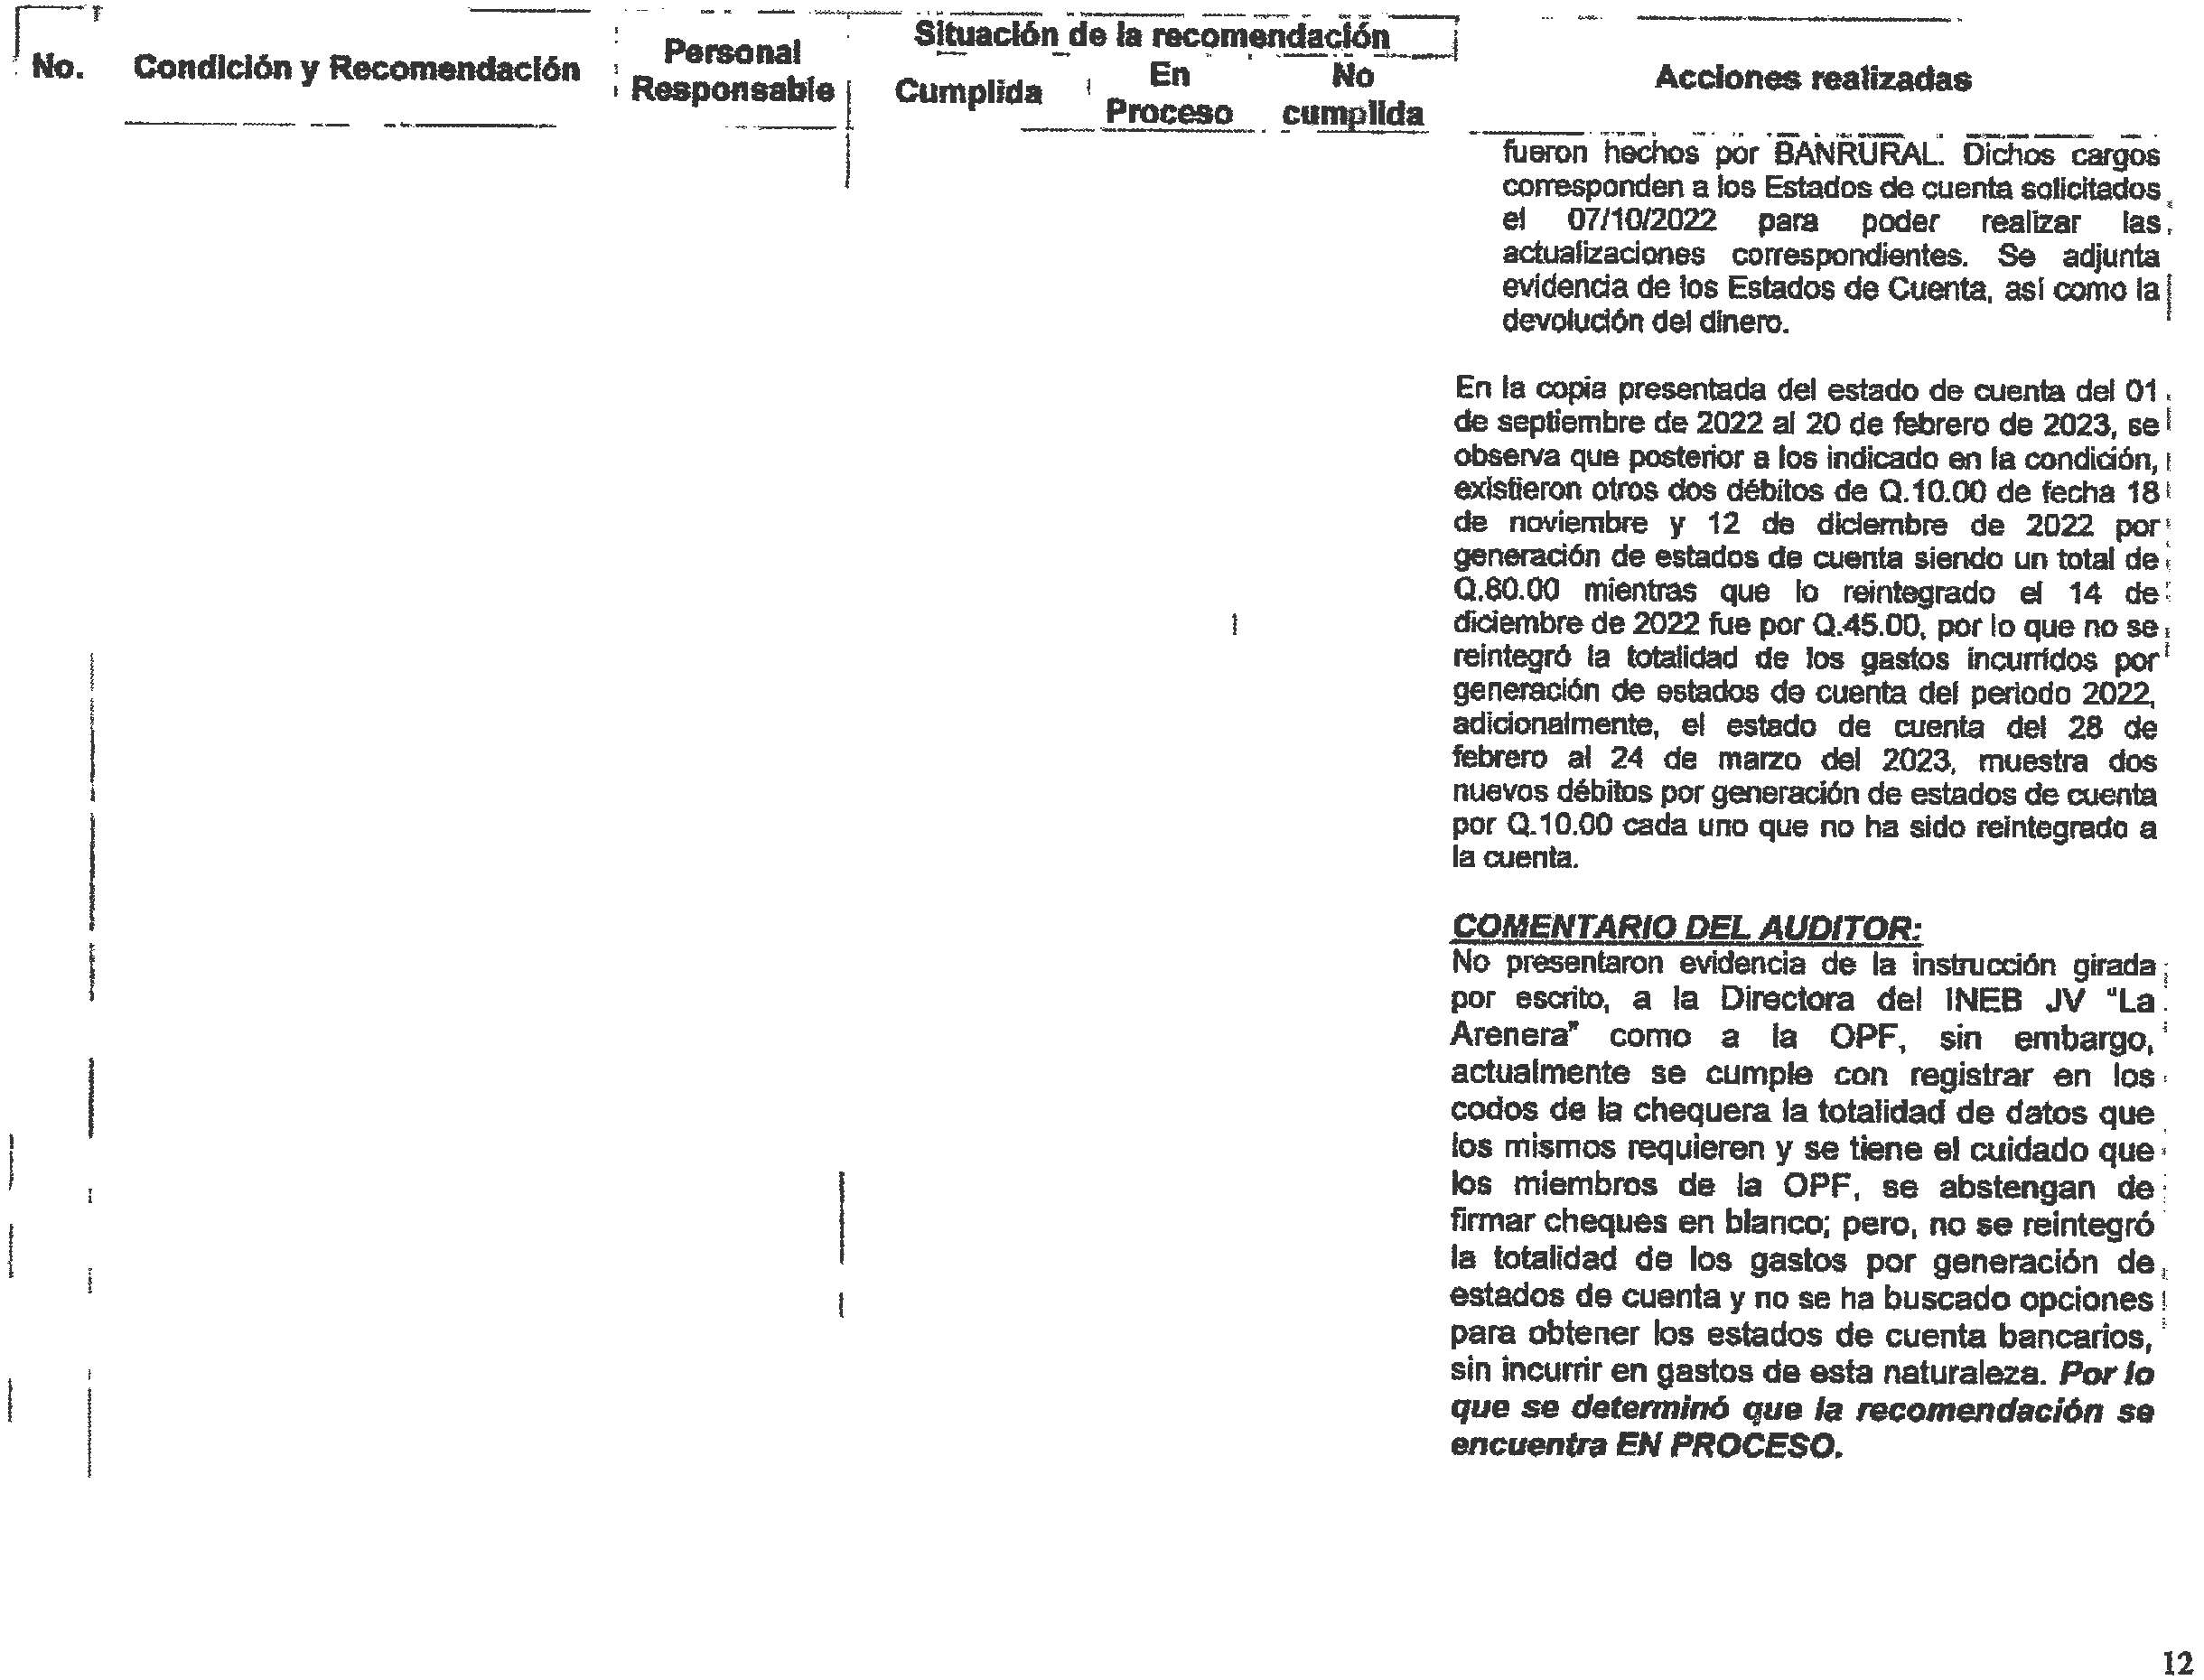 No. Condición y Recomendación Personal Responsable Situación de la recomendación Acciones realizadas
Cumplida En Proceso No cumplida
fueron hechos por BANRURAL. Dichos cargos
corresponden a los Estados de cuenta solicitados
el 07/10/2022 para poder realizar las
actualizaciones correspondientes. Se adjunta
evidencia de los Estados de Cuenta, así como la
devolución del dinero.
En la copia presentada del estado de cuenta del 01
de septiembre de 2022 al 20 de febrero de 2023, se
observa que posterior a los indicado en la condición,
existieron otros dos débitos de Q.10.00 de fecha 18
de noviembre y 12 de diciembre de 2022 por
generación de estados de cuenta siendo un total de
Q.80.00 mientras que lo reintegrado el 14 de
diciembre de 2022 fue por Q.45.00, por lo que no se
reintegró la totalidad de los gastos incurridos por
generación de estados de cuenta del periodo 2022,
adicionalmente, el estado de cuenta del 28 de
febrero al 24 de marzo del 2023, muestra dos
nuevos débitos por generación de estados de cuenta
por Q.10.00 cada uno que no ha sido reintegrado a
la cuenta.
COMENTARIO DEL AUDITOR:
No presentaron evidencia de la instrucción girada
por escrito, a la Directora del INEB JV "La
Arenera" como a la OPF, sin embargo,
actualmente se cumple con registrar en los
codos de la chequera la totalidad de datos que
los mismos requieren y se tiene el cuidado que
los miembros de la OPF, se abstengan de
firmar cheques en blanco; pero, no se reintegró
la totalidad de los gastos por generación de
estados de cuenta y no se ha buscado opciones
para obtener los estados de cuenta bancarios,
sin incurrir en gastos de esta naturaleza. Por lo
que se determinó que la recomendación se
encuentra EN PROCESO.
12